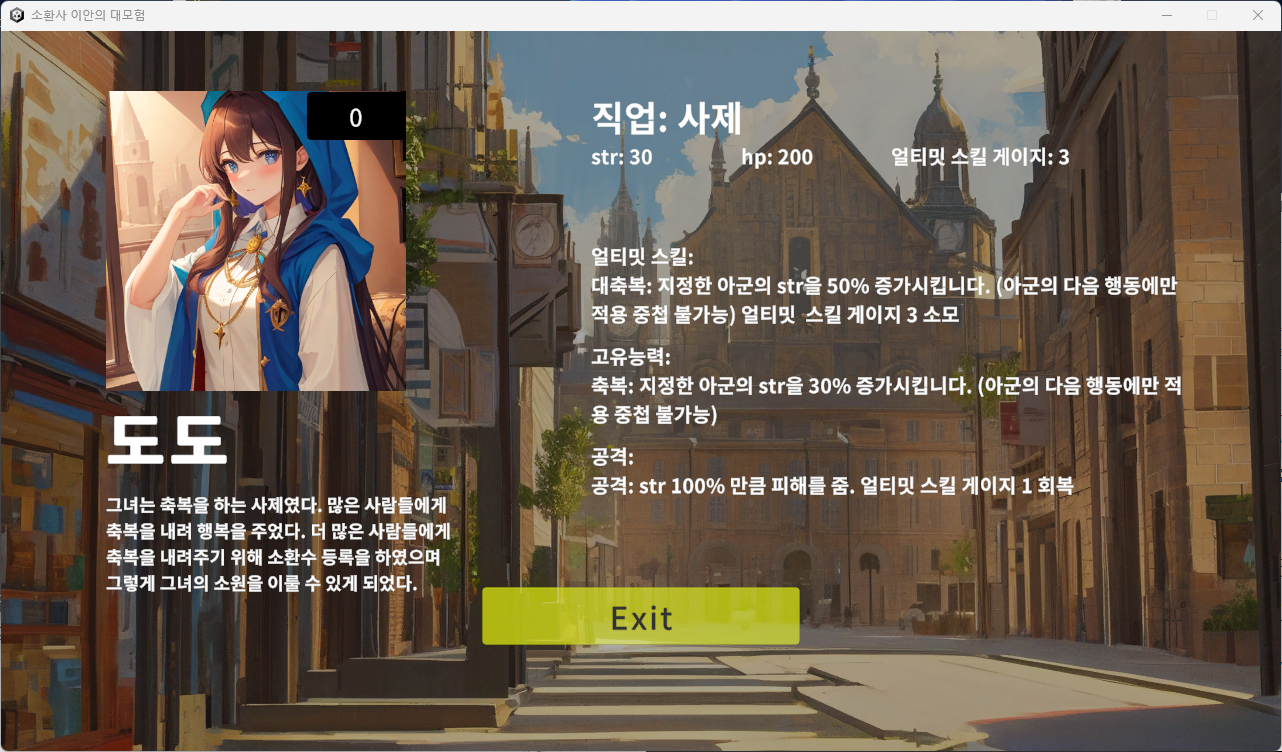 소환사 이안의 대모험
0
도도
그녀는 축복을 하는 사제였다. 많은 사람들에게
축복을 내려 행복을 주었다. 더 많은 사람들에게
축복을 내려주기 위해 소환수 등록을 하였으며
그렇게 그녀의 소원을 이룰 수 있게 되었다.
직업: 사제
str: 30 hp: 200 얼티밋 스킬 게이지: 3
얼티밋 스킬:
대축복: 지정한 아군의 str을 50% 증가시킵니다. (아군의 다음 행동에만
적용 중첩 불가능) 얼티밋 스킬 게이지 3 소모
고유능력:
축복: 지정한 아군의 str을 30% 증가시킵니다. (아군의 다음 행동에만 적
용 중첩 불가능)
공격:
공격: str 100% 만큼 피해를 줌. 얼티밋 스킬 게이지 1 회복
Exit